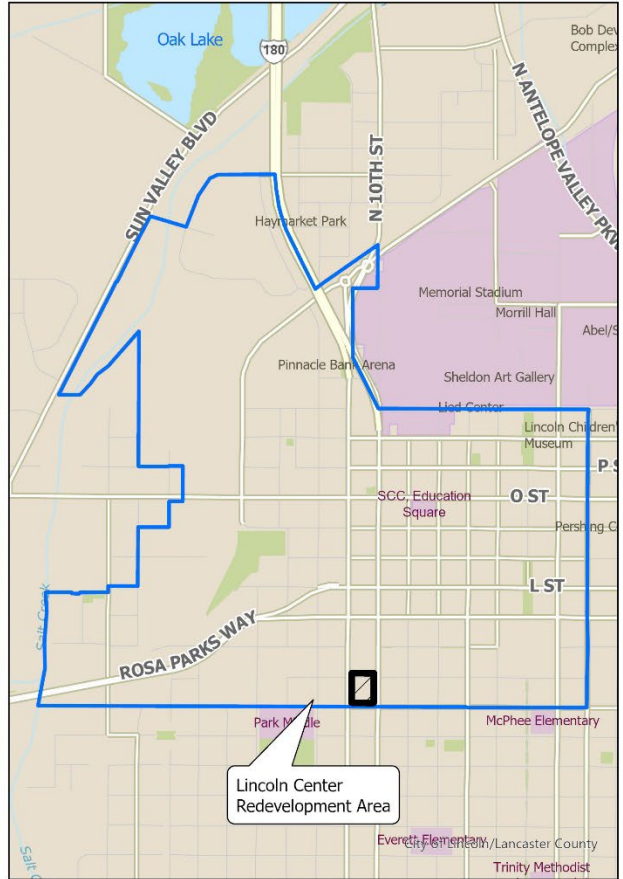 Oak Lake
180
Bob Dev
Complex
SUN VALLEY BLVD
N 10TH ST
N ANTELOPE VALLEY PKW
Haymarket Park
Memorial Stadium
Morrill Hall
Abel/S
Pinnacle Bank Arena
Sheldon Art Gallery
Lied Center
Lincoln Children'
Museum
P S
SCC, Education
Square
O ST
Pershing C
L ST
Salt Creek
ROSA PARKS WAY
Park Middle
McPhee Elementary
Lincoln Center
Redevelopment Area
Everett Elementary
City of Lincoln/Lancaster County
Salt C
Trinity Methodist